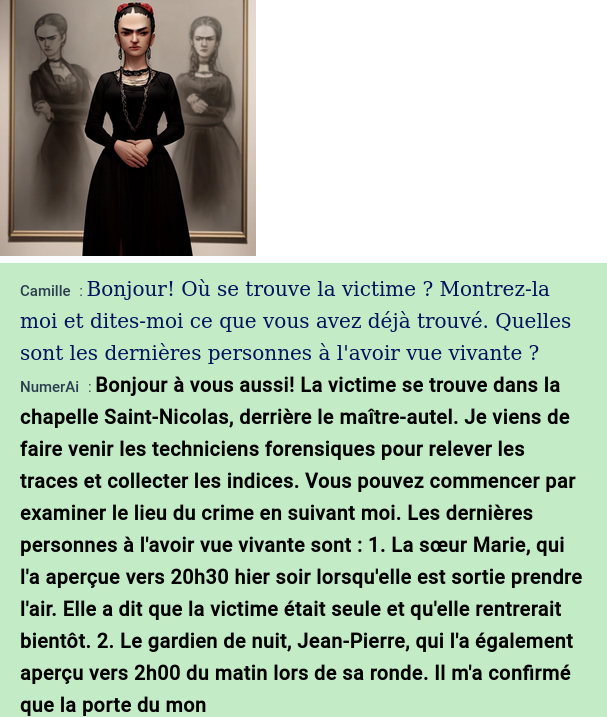 Camille : Bonjour! Où se trouve la victime ? Montrez-la
moi et dites-moi ce que vous avez déjà trouvé. Quelles
sont les dernières personnes à l'avoir vue vivante ?
NumerAi : Bonjour à vous aussi! La victime se trouve dans la
chapelle Saint-Nicolas, derrière le maître-autel. Je viens de
faire venir les techniciens forensiques pour relever les
traces et collecter les indices. Vous pouvez commencer par
examiner le lieu du crime en suivant moi. Les dernières
personnes à l'avoir vue vivante sont : 1. La sœur Marie, qui
l'a aperçue vers 20h30 hier soir lorsqu'elle est sortie prendre
l'air. Elle a dit que la victime était seule et qu'elle rentrerait
bientôt. 2. Le gardien de nuit, Jean-Pierre, qui l'a également
aperçu vers 2h00 du matin lors de sa ronde. Il m'a confirmé
que la porte du mon